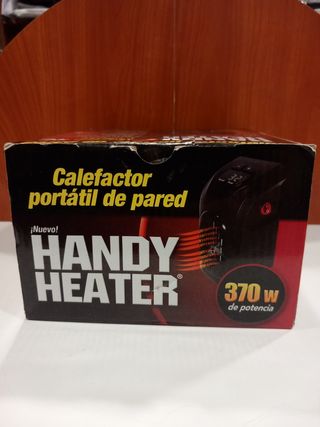 Calefactor
portátil de pared
¡Nuevo!
HANDY
HEATER®
370 W
de potencia